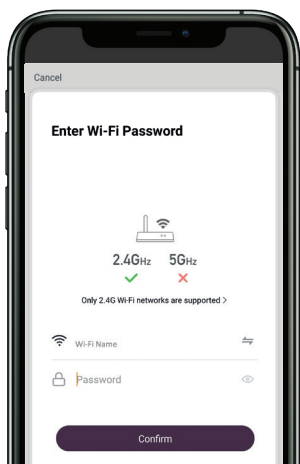 Cancel
Enter Wi-Fi Password
2.4GHz 5GHz
Only 2.4G Wi-Fi networks are supported >
Wi-Fi Name
Password
Confirm